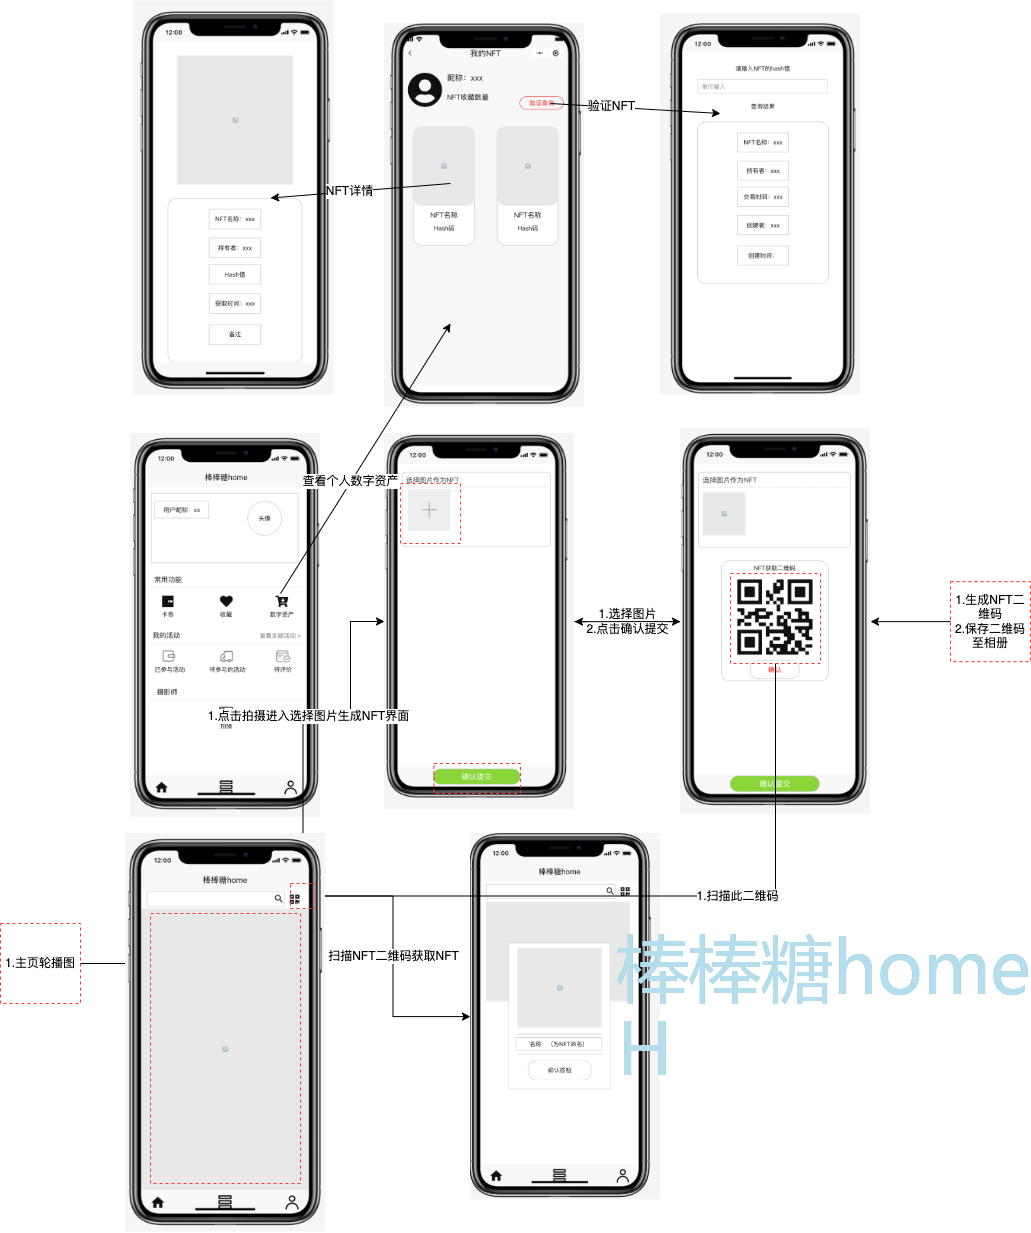 12:00
NFT名称：xxx
持有者：xxx
Hash值
获取时间：xxx
备注
我的NFT
昵称：xxx
NFT收藏数量
验证查询
NFT名称
Hash码
NFT名称
Hash码
NFT详情
验证NFT
12:00
请输入NFT的hash值
单行输入
查询结果
NFT名称：xxx
持有者：xxx
交易时间：xxx
创建者：xxx
创建时间：
12:00
棒棒糖home
用户昵称：xx
头像
常用功能
卡券
收藏
数字资产
我的活动
查看全部活动 >
已参与活动
待参与的活动
待评价
摄影师
拍摄
查看个人数字资产
1.点击拍摄进入选择图片生成NFT界面
12:00
选择图片作为NFT
确认提交
1.选择图片
2.点击确认提交
12:00
选择图片作为NFT
NFT获取二维码
确认
确认提交
1.生成NFT二
维码
2.保存二维码
至相册
1.主页轮播图
12:00
棒棒糖home
扫描NFT二维码获取NFT
1.扫描此二维码
12:00
棒棒糖home
名称：（为NFT命名）
确认按钮
棒棒糖home
H